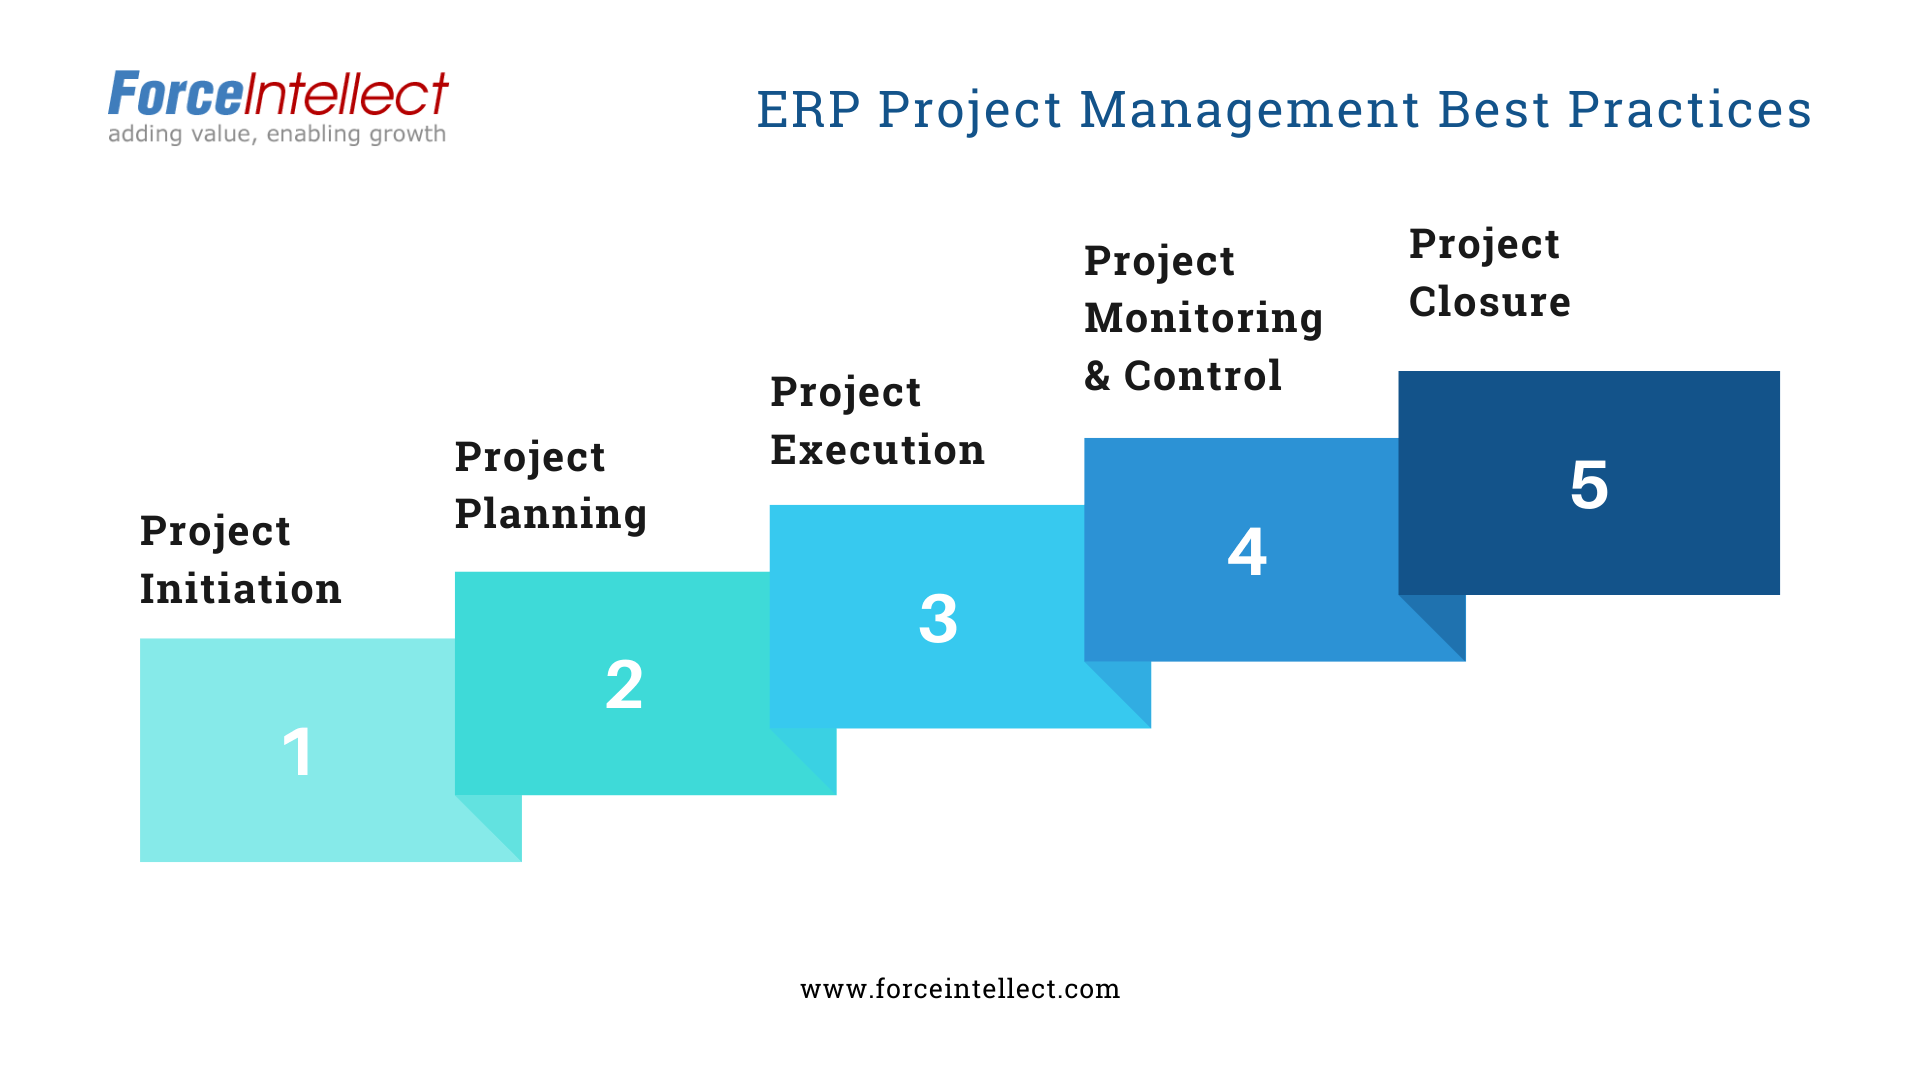 ForceIntellect
adding value, enabling growth
ERP Project Management Best Practices
Project
Initiation
1
Project
Planning
2
Project
Execution
3
Project
Monitoring
& Control
4
Project
Closure
5
www.forceintellect.com